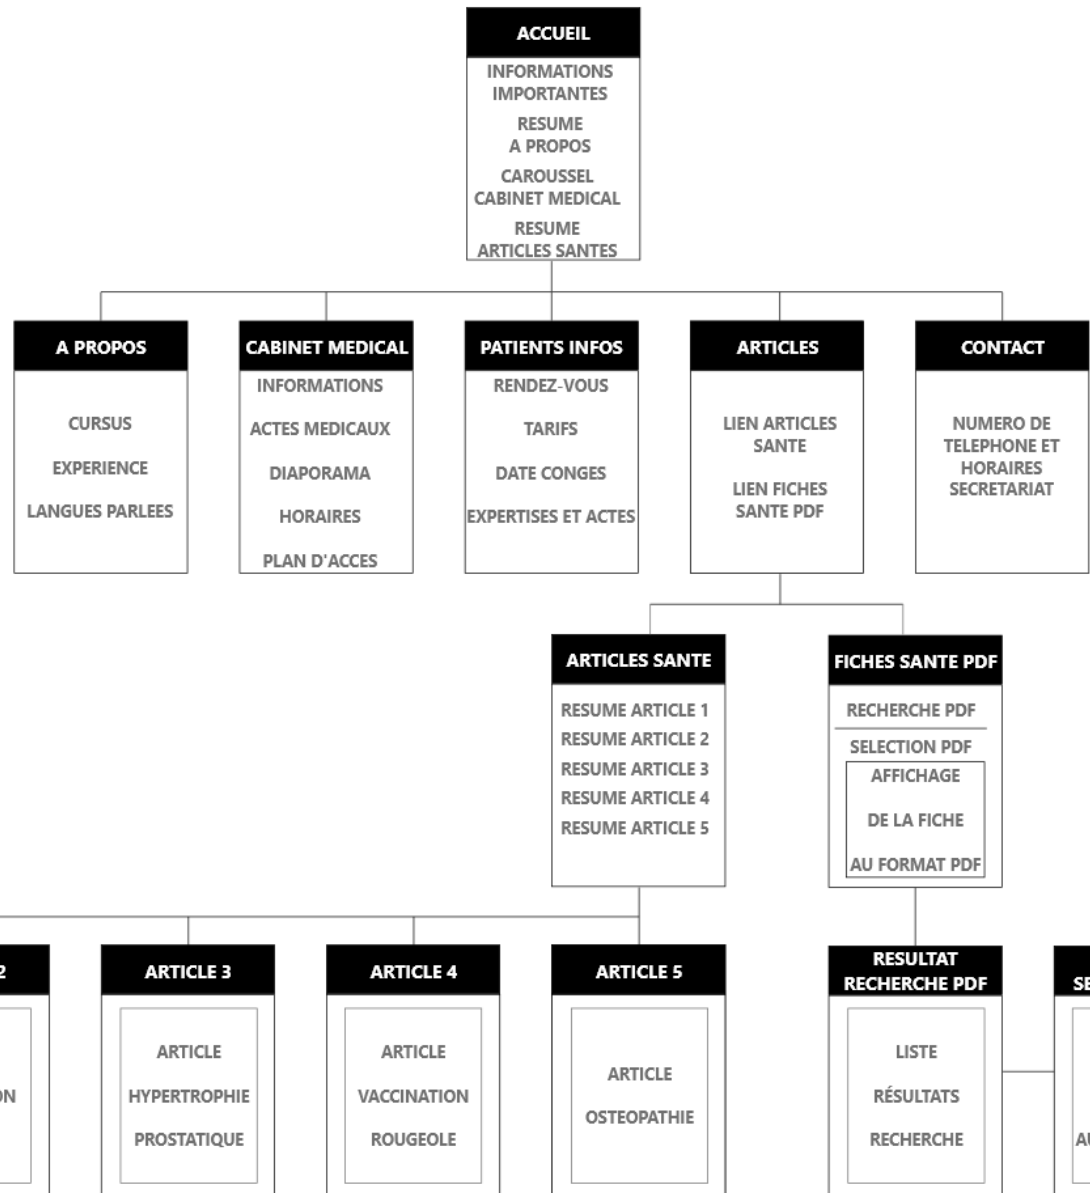 ACCUEIL
INFORMATIONS
IMPORTANTES
RESUME
A PROPOS
CAROUSSEL
CABINET MEDICAL
RESUME
ARTICLES SANTES
A PROPOS
CURSUS
EXPERIENCE
LANGUES PARLEES
CABINET MEDICAL
INFORMATIONS
ACTES MEDICAUX
DIAPORAMA
HORAIRES
PLAN D'ACCES
PATIENTS INFOS
RENDEZ-VOUS
TARIFS
DATE CONGES
EXPERTISES ET ACTES
ARTICLES
LIEN ARTICLES
SANTE
LIEN FICHES
SANTE PDF
CONTACT
NUMERO DE
TELEPHONE ET
HORAIRES
SECRETARIAT
ARTICLES SANTE
RESUME ARTICLE 1
RESUME ARTICLE 2
RESUME ARTICLE 3
RESUME ARTICLE 4
RESUME ARTICLE 5
FICHES SANTE PDF
RECHERCHE PDF
SELECTION PDF
AFFICHAGE
DE LA FICHE
AU FORMAT PDF
2
ARTICLE 3
ARTICLE
HYPERTROPHIE
PROSTATIQUE
ARTICLE 4
ARTICLE
VACCINATION
ROUGEOLE
ARTICLE 5
ARTICLE
OSTEOPATHIE
RESULTAT
RECHERCHE PDF
LISTE
RÉSULTATS
RECHERCHE